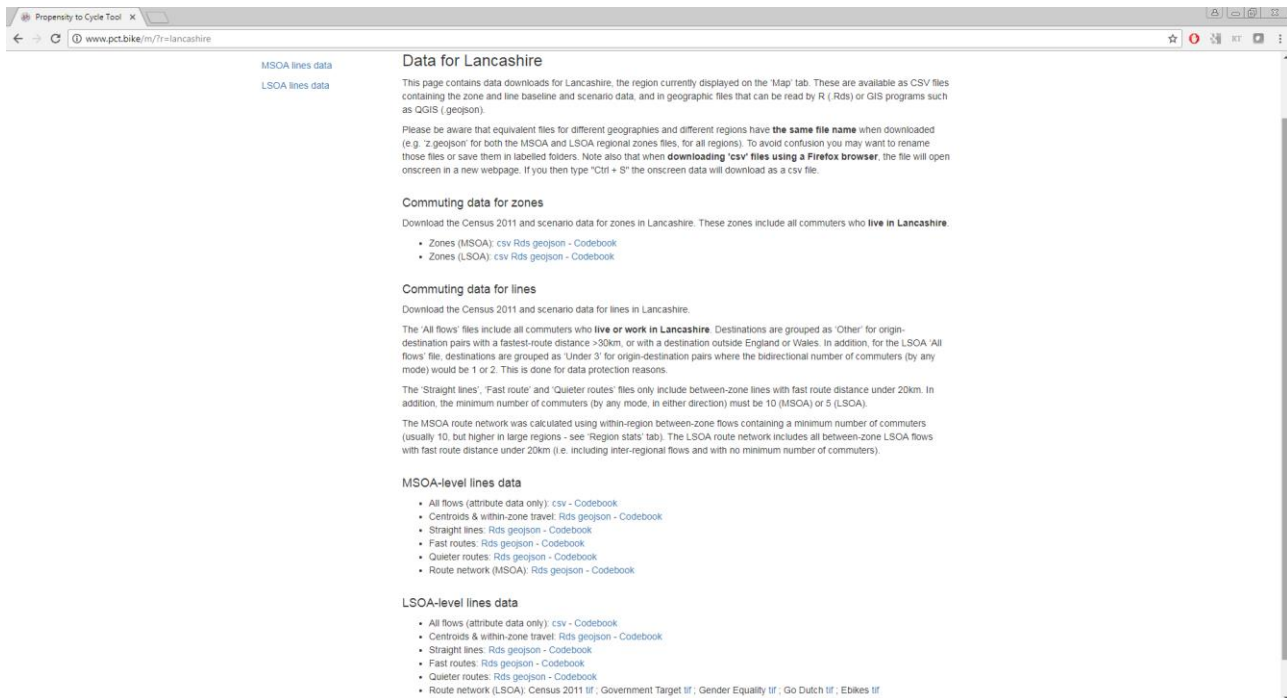 Propensity to Cycle Tool
www.pct.bike/m/?r=lancashire
MSOA lines data
LSOA lines data
Data for Lancashire
This page contains data downloads for Lancashire, the region currently displayed on the 'Map' tab. These are available as CSV files
containing the zone and line baseline and scenario data, and in geographic files that can be read by R (.Rds) or GIS programs such
as QGIS (.geojson).
Please be aware that equivalent files for different geographies and different regions have the same file name when downloaded
(e.g. 'z.geojson' for both the MSOA and LSOA regional zones files, for all regions). To avoid confusion you may want to rename
those files or save them in labelled folders. Note also that when downloading 'csv' files using a Firefox browser, the file will open
onscreen in a new webpage. If you then type "Ctrl + S" the onscreen data will download as a csv file.
Commuting data for zones
Download the Census 2011 and scenario data for zones in Lancashire. These zones include all commuters who live in Lancashire.
• Zones (MSOA): csv Rds geojson - Codebook
• Zones (LSOA): csv Rds geojson - Codebook
Commuting data for lines
Download the Census 2011 and scenario data for lines in Lancashire.
The 'All flows' files include all commuters who live or work in Lancashire. Destinations are grouped as 'Other' for origin-
destination pairs with a fastest-route distance >30km, or with a destination outside England or Wales. In addition, for the LSOA 'All
flows' file, destinations are grouped as 'Under 3' for origin-destination pairs where the bidirectional number of commuters (by any
mode) would be 1 or 2. This is done for data protection reasons.
The 'Straight lines', 'Fast route' and 'Quieter routes' files only include between-zone lines with fast route distance under 20km. In
addition, the minimum number of commuters (by any mode, in either direction) must be 10 (MSOA) or 5 (LSOA).
The MSOA route network was calculated using within-region between-zone flows containing a minimum number of commuters
(usually 10, but higher in large regions - see 'Region stats' tab). The LSOA route network includes all between-zone LSOA flows
with fast route distance under 20km (i.e. including inter-regional flows and with no minimum number of commuters).
MSOA-level lines data
• All flows (attribute data only): csv - Codebook
• Centroids & within-zone travel: Rds geojson - Codebook
• Straight lines: Rds geojson - Codebook
• Fast routes: Rds geojson - Codebook
• Quieter routes: Rds geojson - Codebook
• Route network (MSOA): Rds geojson - Codebook
LSOA-level lines data
• All flows (attribute data only): csv - Codebook
• Centroids & within-zone travel: Rds geojson - Codebook
• Straight lines: Rds geojson - Codebook
• Fast routes: Rds geojson - Codebook
• Quieter routes: Rds geojson - Codebook
• Route network (LSOA): Census 2011 tif ; Government Target tif ; Gender Equality tif ; Go Dutch tif ; Ebikes tif